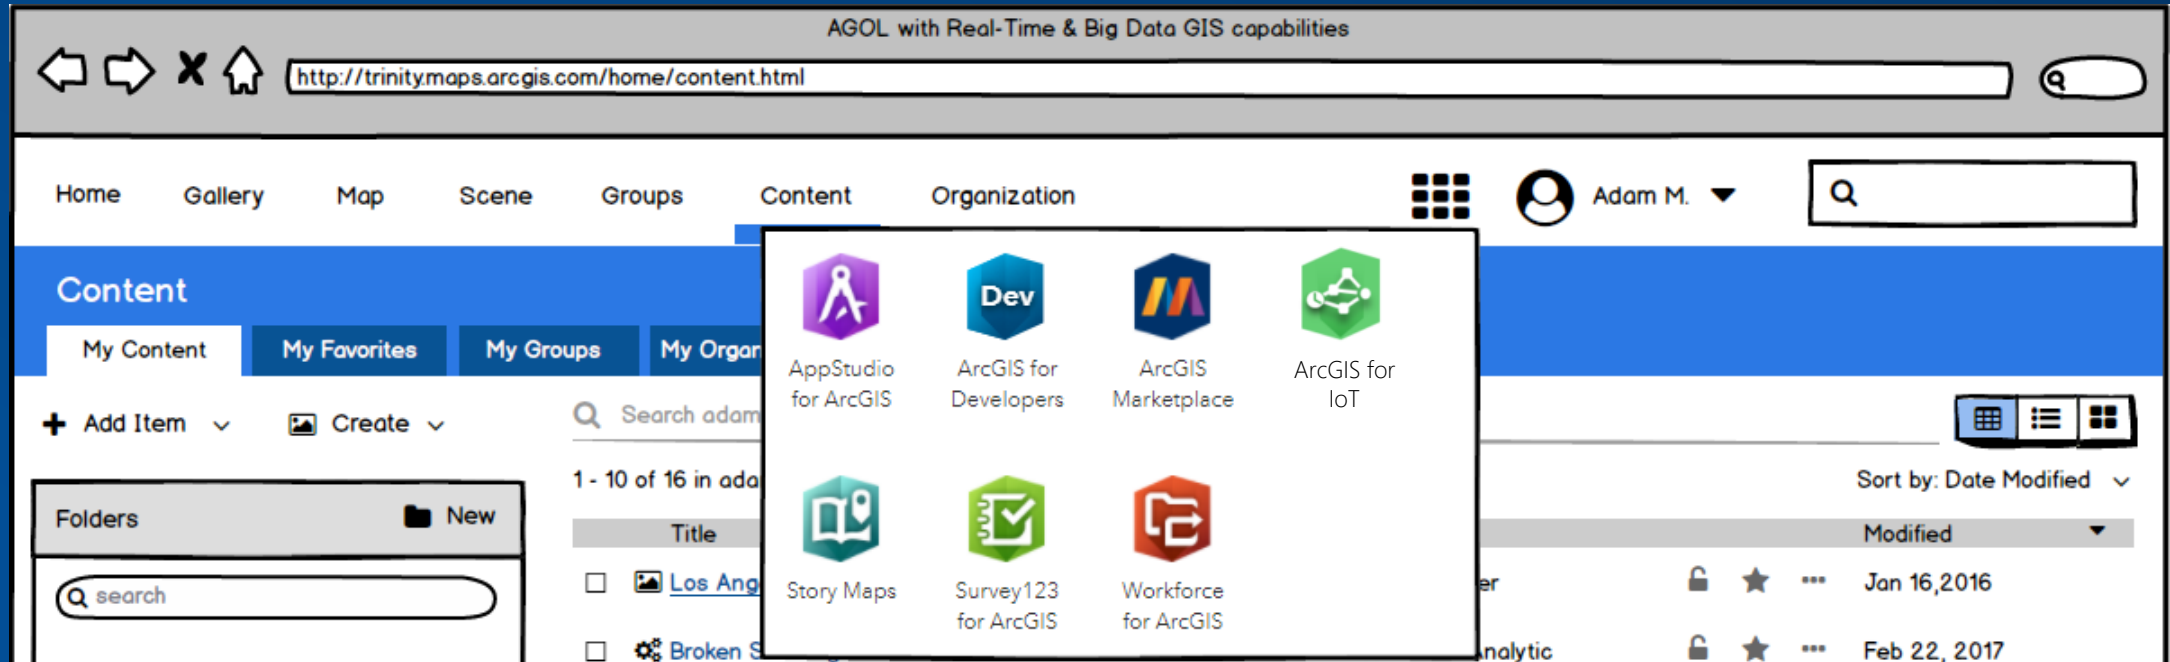 AGOL with Real-Time & Big Data GIS capabilities
http://trinity.maps.arcgis.com/home/content.html
Home Gallery Map Scene Groups Content Organization Adam M.
Content
My Content My Favorites My Groups My Organ
Dev
AppStudio for ArcGIS
ArcGIS for Developers
ArcGIS Marketplace
ArcGIS for IoT
Story Maps
Survey123 for ArcGIS
Workforce for ArcGIS
Add Item Create Search adam
1 - 10 of 16 in ada Sort by: Date Modified
Folders New
search
Title Modified
Los Ang er Jan 16,2016
Broken S Analytic Feb 22, 2017